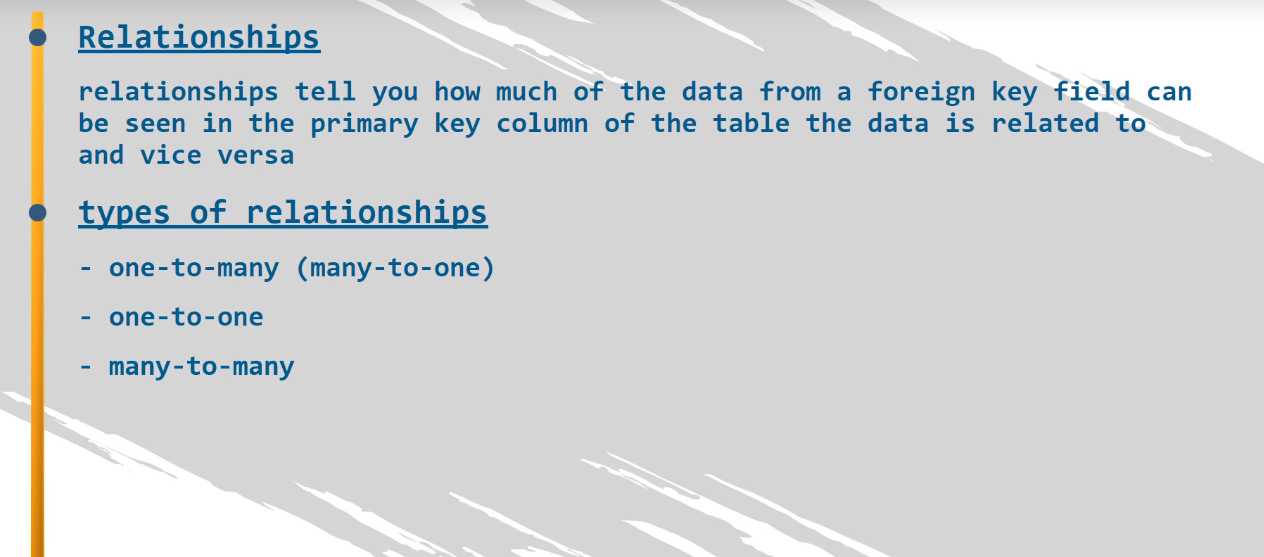 Relationships
relationships tell you how much of the data from a foreign key field can
be seen in the primary key column of the table the data is related to
and vice versa
types of relationships
- one-to-many (many-to-one)
- one-to-one
- many-to-many